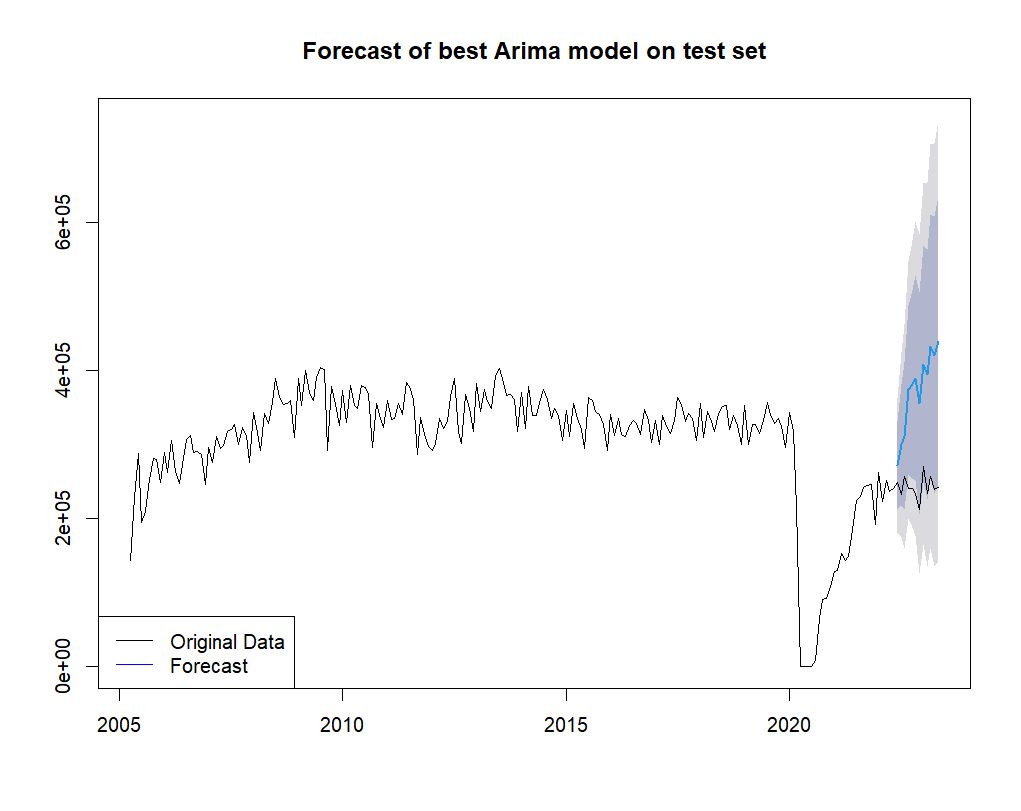 Forecast of best Arima model on test set
6e+05
4e+05
2e+05
0e+00
Original Data
Forecast
2005
2010
2015
2020